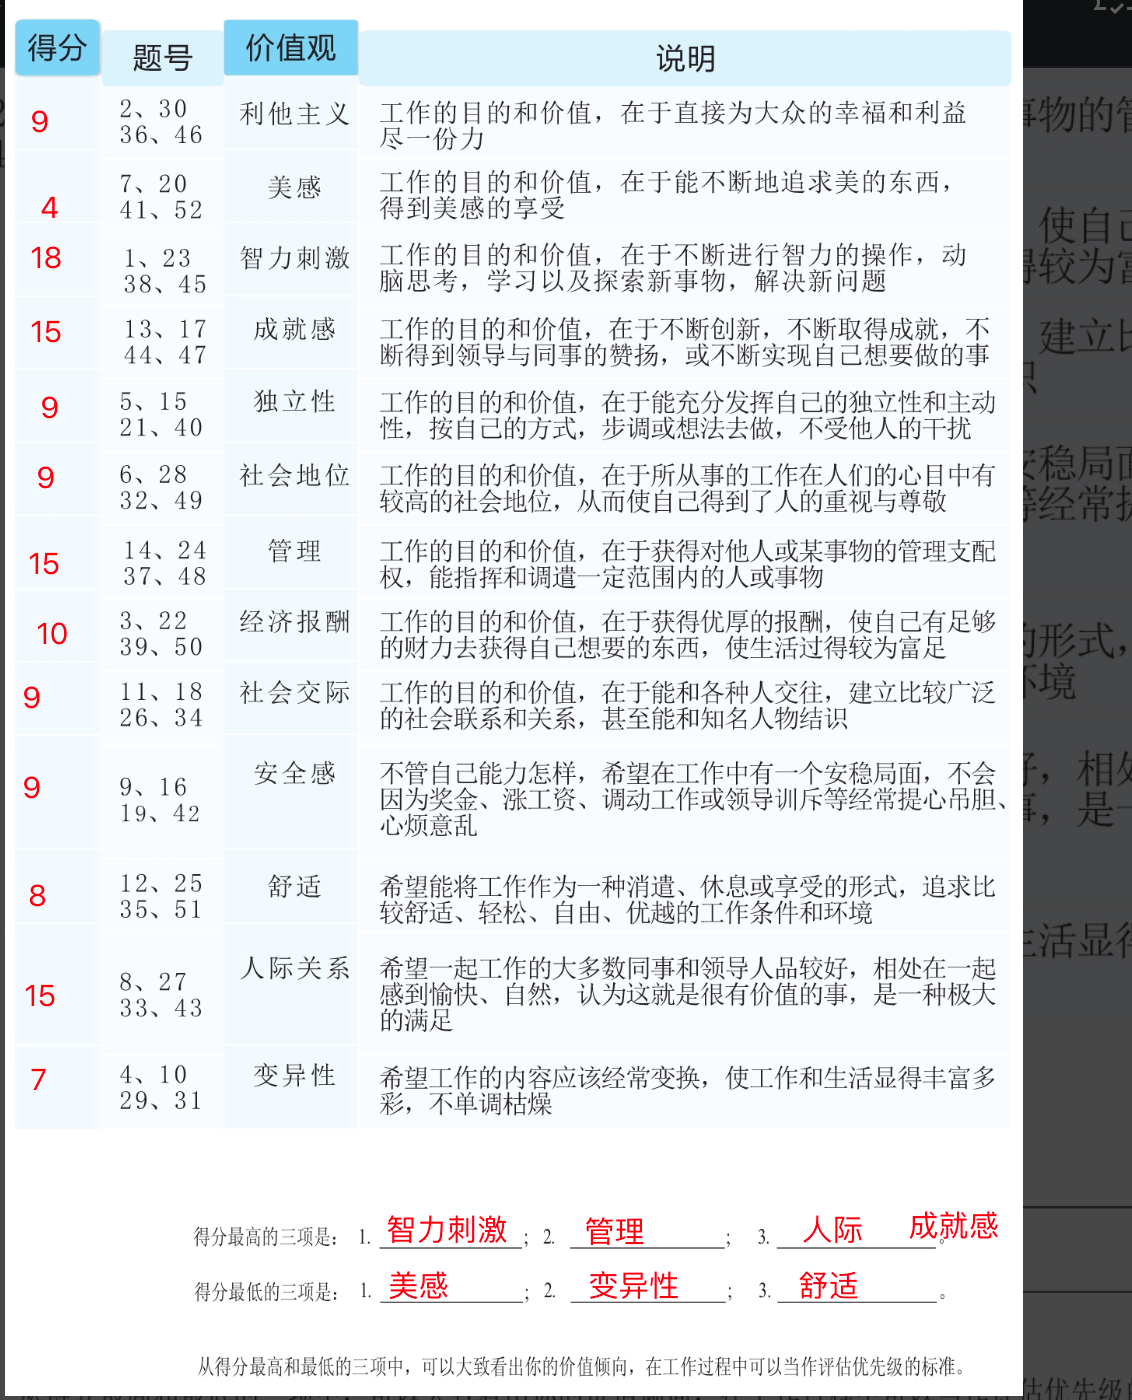 得分 题号 价值观 说明
9 2、30 利他主义 工作的目的和价值，在于直接为大众的幸福和利益
36、46 尽一份力
7、20 美感 工作的目的和价值，在于能不断地追求美的东西，
4 41、52 得到美感的享受
18 1、23 智力刺激 工作的目的和价值，在于不断进行智力的操作，动
38、45 脑思考，学习以及探索新事物，解决新问题
15 13、17 成就感 工作的目的和价值，在于不断创新，不断取得成就，不
44、47 断得到领导与同事的赞扬，或不断实现自己想要做的事
9 5、15 独立性 工作的目的和价值，在于能充分发挥自己的独立性和主动
21、40 性，按自己的方式，步调或想法去做，不受他人的干扰
9 6、28 社会地位 工作的目的和价值，在于所从事的工作在人们的心目中有
32、49 较高的社会地位，从而使自己得到了人的重视与尊敬
15 14、24 管理 工作的目的和价值，在于获得对他人或某事物的管理支配
37、48 权，能指挥和调遣一定范围内的人或事物
10 3、22 经济报酬 工作的目的和价值，在于获得优厚的报酬，使自己有足够
39、50 的财力去获得自己想要的东西，使生活过得较为富足
9 11、18 社会交际 工作的目的和价值，在于能和各种人交往，建立比较广泛
26、34 的社会联系和关系，甚至能和知名人物结识
安全感 不管自己能力怎样，希望在工作中有一个安稳局面，不会
9 9、16 因为奖金、涨工资、调动工作或领导训斥等经常提心吊胆、
19、42 心烦意乱
8 12、25 舒适 希望能将工作作为一种消遣、休息或享受的形式，追求比
35、51 较舒适、轻松、自由、优越的工作条件和环境
人际关系 希望一起工作的大多数同事和领导人品较好，相处在一起
15 8、27 感到愉快、自然，认为这就是很有价值的事，是一种极大
33、43 的满足
7 4、10 变异性 希望工作的内容应该经常变换，使工作和生活显得丰富多
29、31 彩，不单调枯燥
得分最高的三项是： 1. 智力刺激； 2. 管理； 3. 人际 成就感。
得分最低的三项是： 1. 美感； 2. 变异性； 3. 舒适。
从得分最高和最低的三项中，可以大致看出你的价值倾向，在工作过程中可以当作评估优先级的标准。